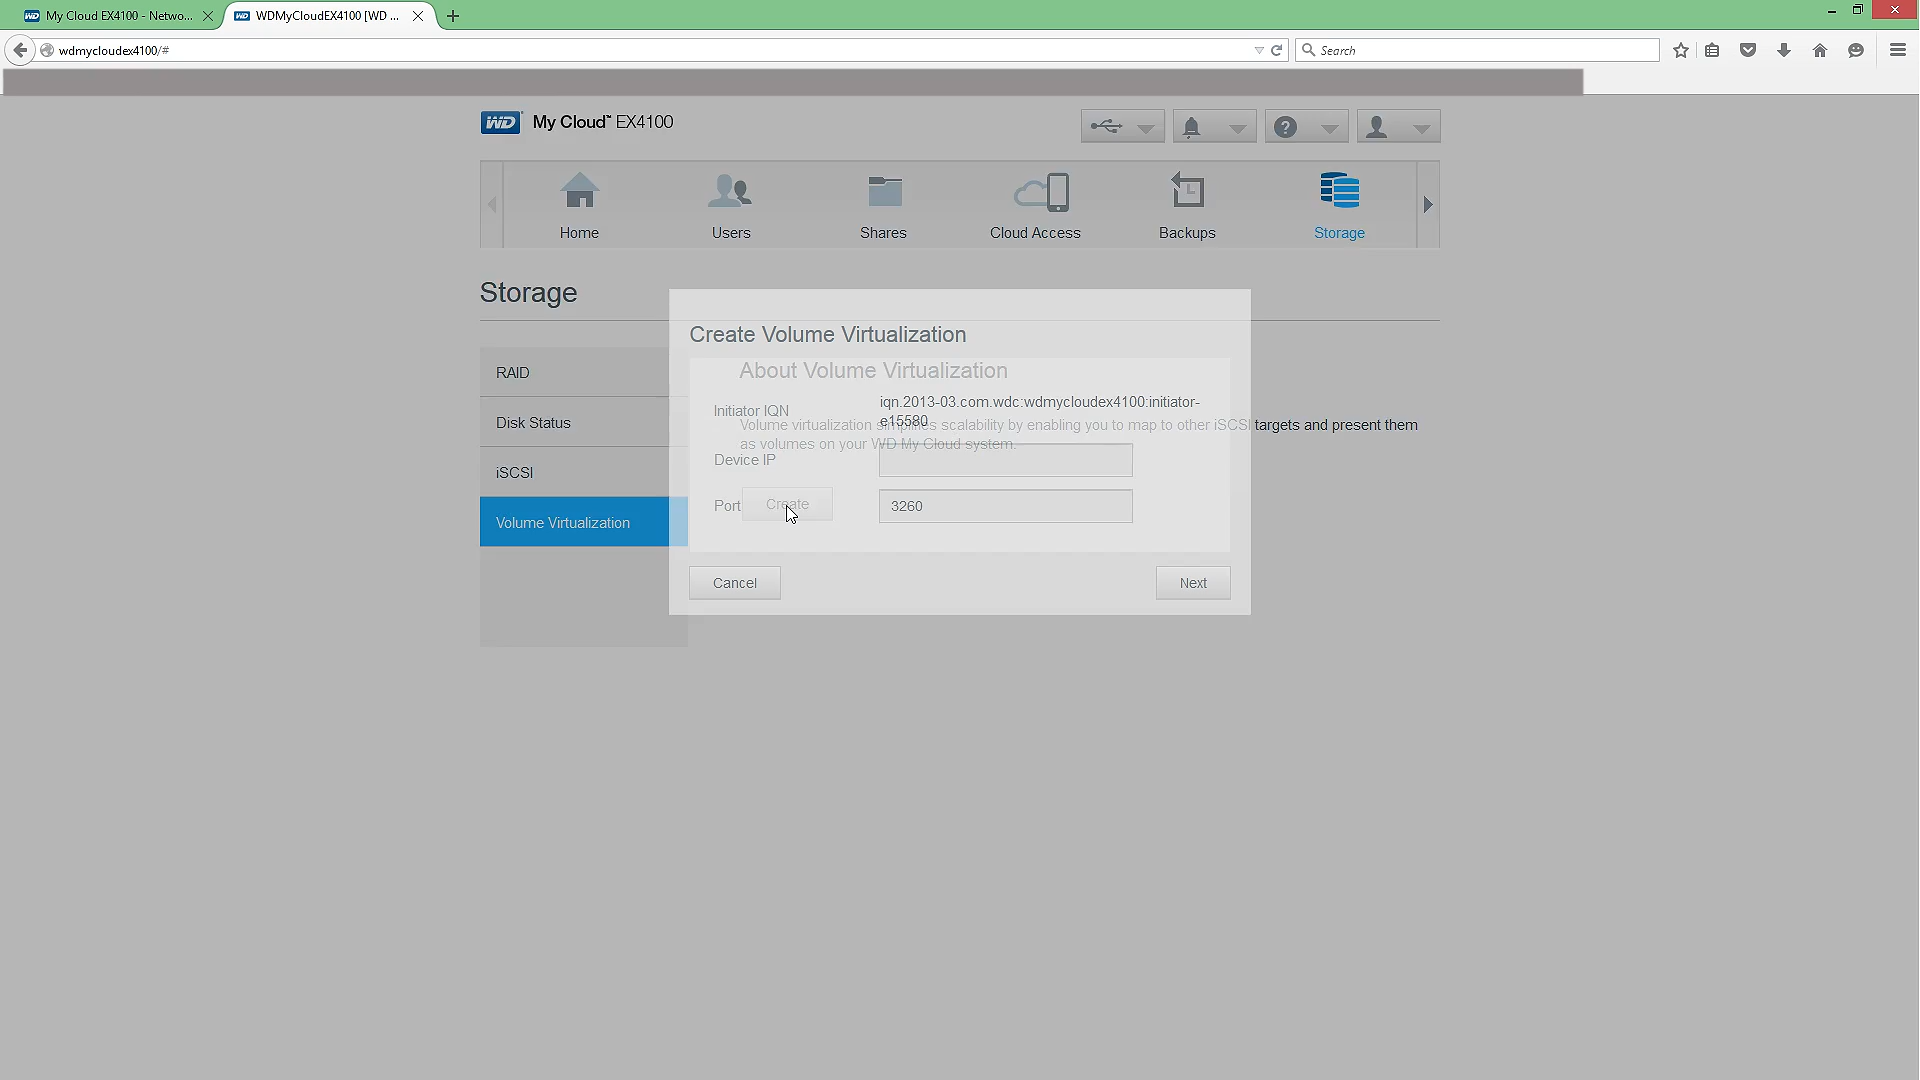 My Cloud EX4100 - Netwo...
WDMyCloudEX4100 [WD ...
wdmycloudex4100/#
Search
WD My Cloud™ EX4100
Home
Users
Shares
Cloud Access
Backups
Storage
Storage
RAID
Disk Status
iSCSI
Volume Virtualization
Create Volume Virtualization
About Volume Virtualization
Initiator IQN
iqn.2013-03.com.wdc:wdmycloudex4100:initiator-
e15580
Volume virtualization simplifies scalability by enabling you to map to other iSCSI targets and present them
as volumes on your WD My Cloud system.
Device IP
Port
3260
Create
Cancel
Next